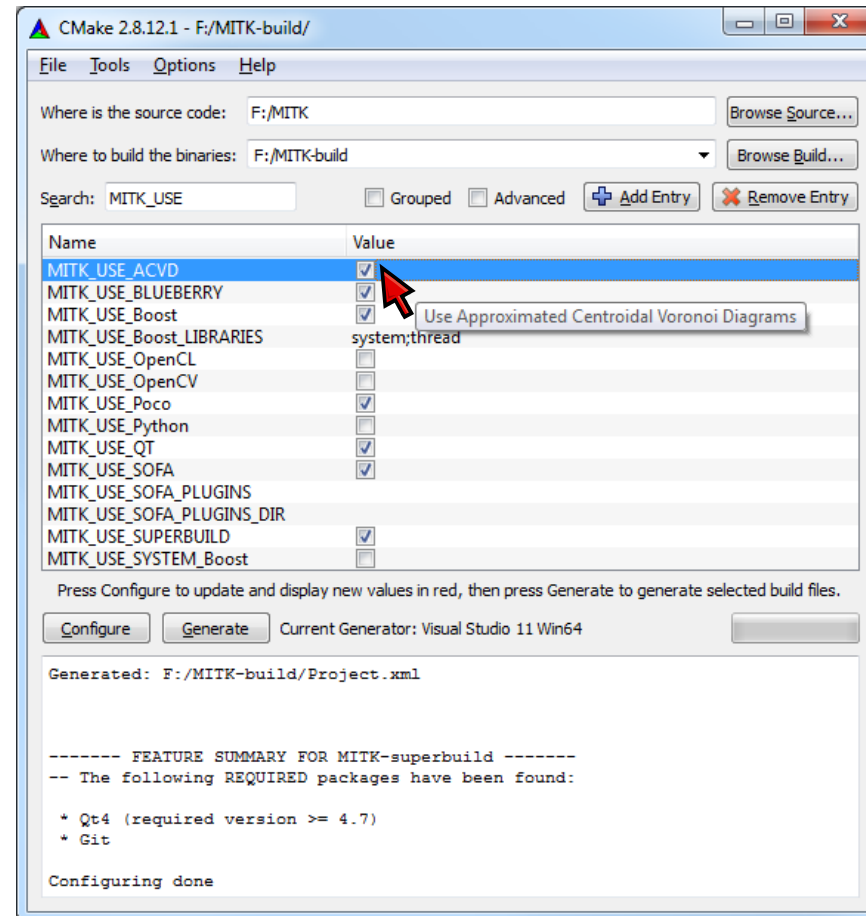 CMake 2.8.12.1 - F:/MITK-build/
File Tools Options Help
Where is the source code: F:/MITK Browse Source...
Where to build the binaries: F:/MITK-build Browse Build...
Search: MITK_USE Grouped Advanced Add Entry Remove Entry
Name Value
MITK_USE_ACVD
MITK_USE_BLUEBERRY
MITK_USE_Boost
Use Approximated Centroidal Voronoi Diagrams
MITK_USE_Boost_LIBRARIES system;thread
MITK_USE_OpenCL
MITK_USE_OpenCV
MITK_USE_Poco
MITK_USE_Python
MITK_USE_QT
MITK_USE_SOFA
MITK_USE_SOFA_PLUGINS
MITK_USE_SOFA_PLUGINS_DIR
MITK_USE_SUPERBUILD
MITK_USE_SYSTEM_Boost
Press Configure to update and display new values in red, then press Generate to generate selected build files.
Configure Generate Current Generator: Visual Studio 11 Win64
Generated: F:/MITK-build/Project.xml
------- FEATURE SUMMARY FOR MITK-superbuild -------
-- The following REQUIRED packages have been found:
* Qt4 (required version >= 4.7)
* Git
Configuring done